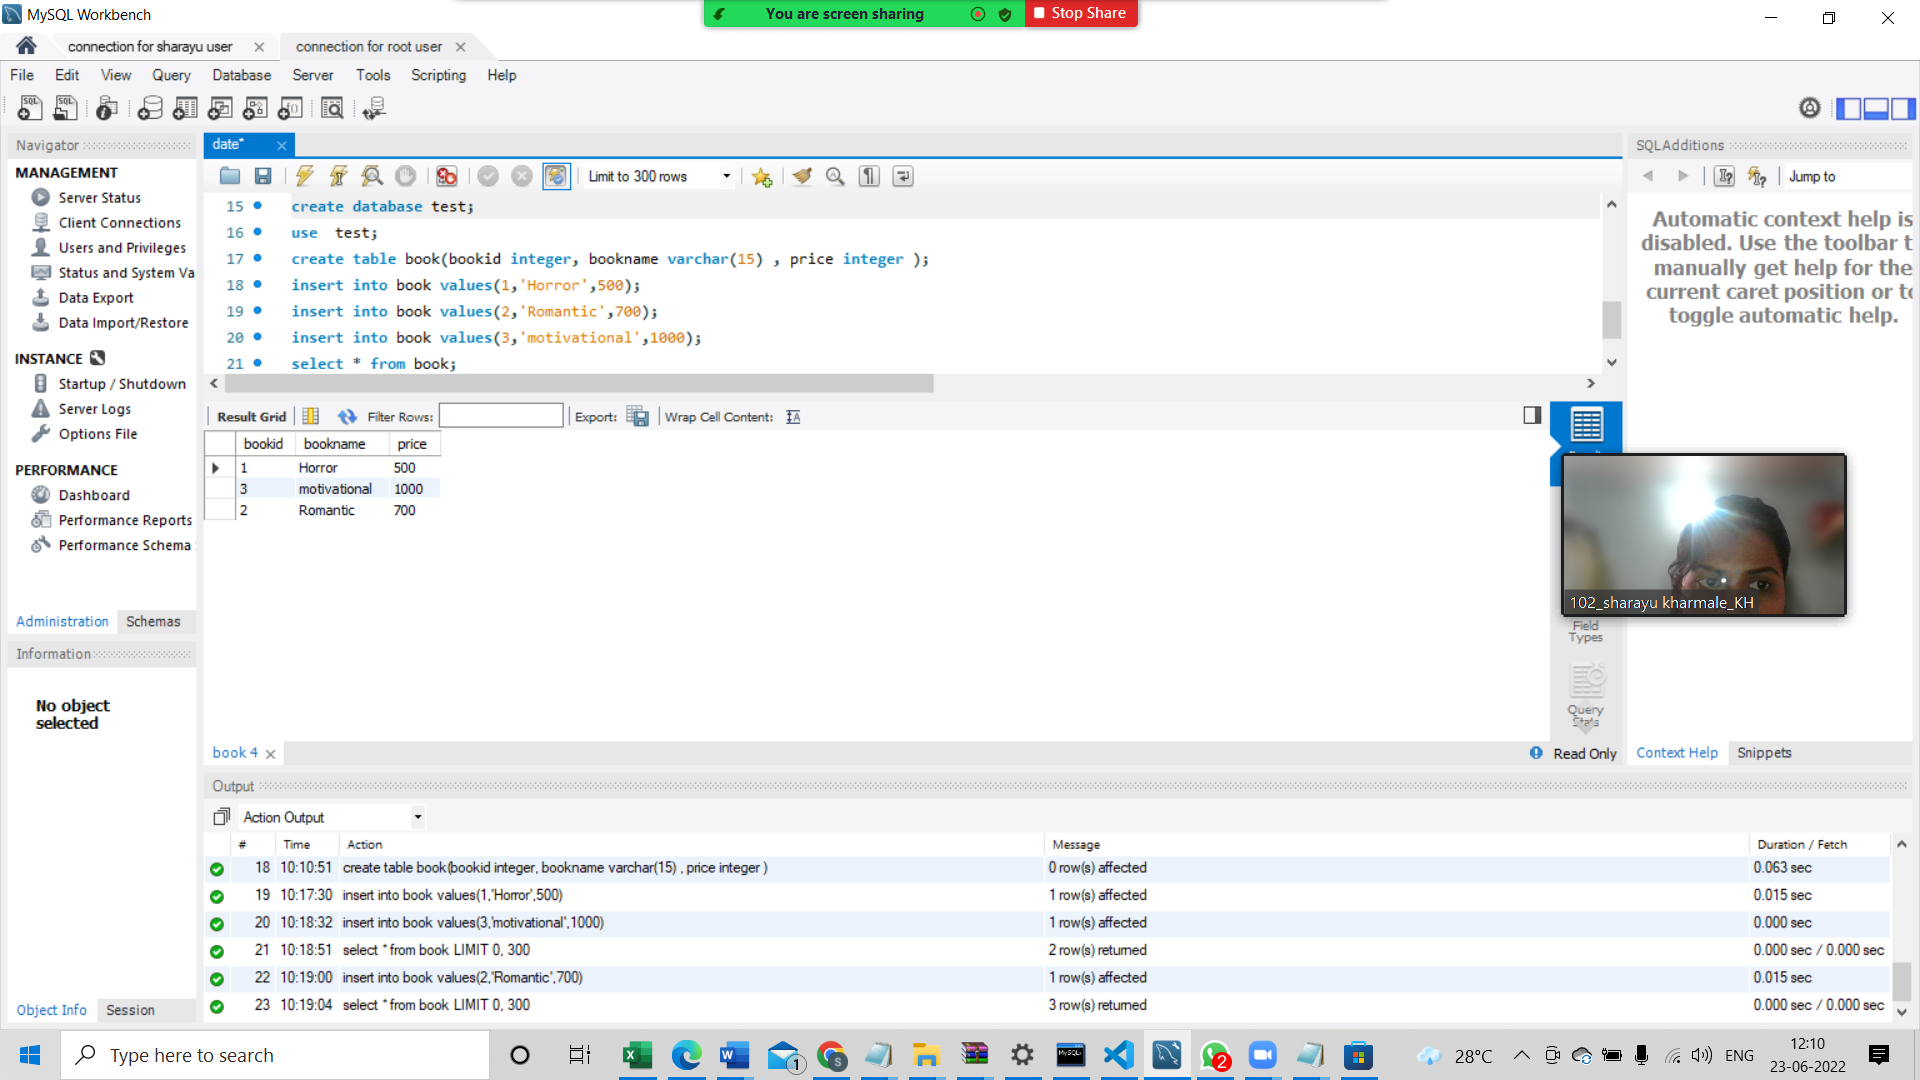 MySQL Workbench
You are screen sharing
Stop Share
connection for sharayu user
connection for root user
File Edit View Query Database Server Tools Scripting Help
Navigator
MANAGEMENT
Server Status
Client Connections
Users and Privileges
Status and System Va
Data Export
Data Import/Restore
INSTANCE
Startup / Shutdown
Server Logs
Options File
PERFORMANCE
Dashboard
Performance Reports
Performance Schema
Administration Schemas
Information
No object
selected
Object Info Session
date*
Limit to 300 rows
15 create database test;
16 use  test;
17 create table book(bookid integer, bookname varchar(15) , price integer );
18 insert into book values(1,'Horror',500);
19 insert into book values(2,'Romantic',700);
20 insert into book values(3,'motivational',1000);
21 select * from book;
Result Grid Filter Rows: Export: Wrap Cell Content:
bookid bookname price
1 Horror 500
3 motivational 1000
2 Romantic 700
102_sharayu kharmale_KH
Field
Types
Query
Stats
book 4
Read Only
SQLAdditions
Jump to
Automatic context help is
disabled. Use the toolbar t
manually get help for the
current caret position or to
toggle automatic help.
Context Help Snippets
Output
Action Output
# Time Action Message Duration / Fetch
18 10:10:51 create table book(bookid integer, bookname varchar(15) , price integer ) 0 row(s) affected 0.063 sec
19 10:17:30 insert into book values(1,'Horror',500) 1 row(s) affected 0.015 sec
20 10:18:32 insert into book values(3,'motivational',1000) 1 row(s) affected 0.000 sec
21 10:18:51 select * from book LIMIT 0, 300 2 row(s) returned 0.000 sec / 0.000 sec
22 10:19:00 insert into book values(2,'Romantic',700) 1 row(s) affected 0.015 sec
23 10:19:04 select * from book LIMIT 0, 300 3 row(s) returned 0.000 sec / 0.000 sec
Type here to search
1
2
28°C
ENG
12:10
23-06-2022